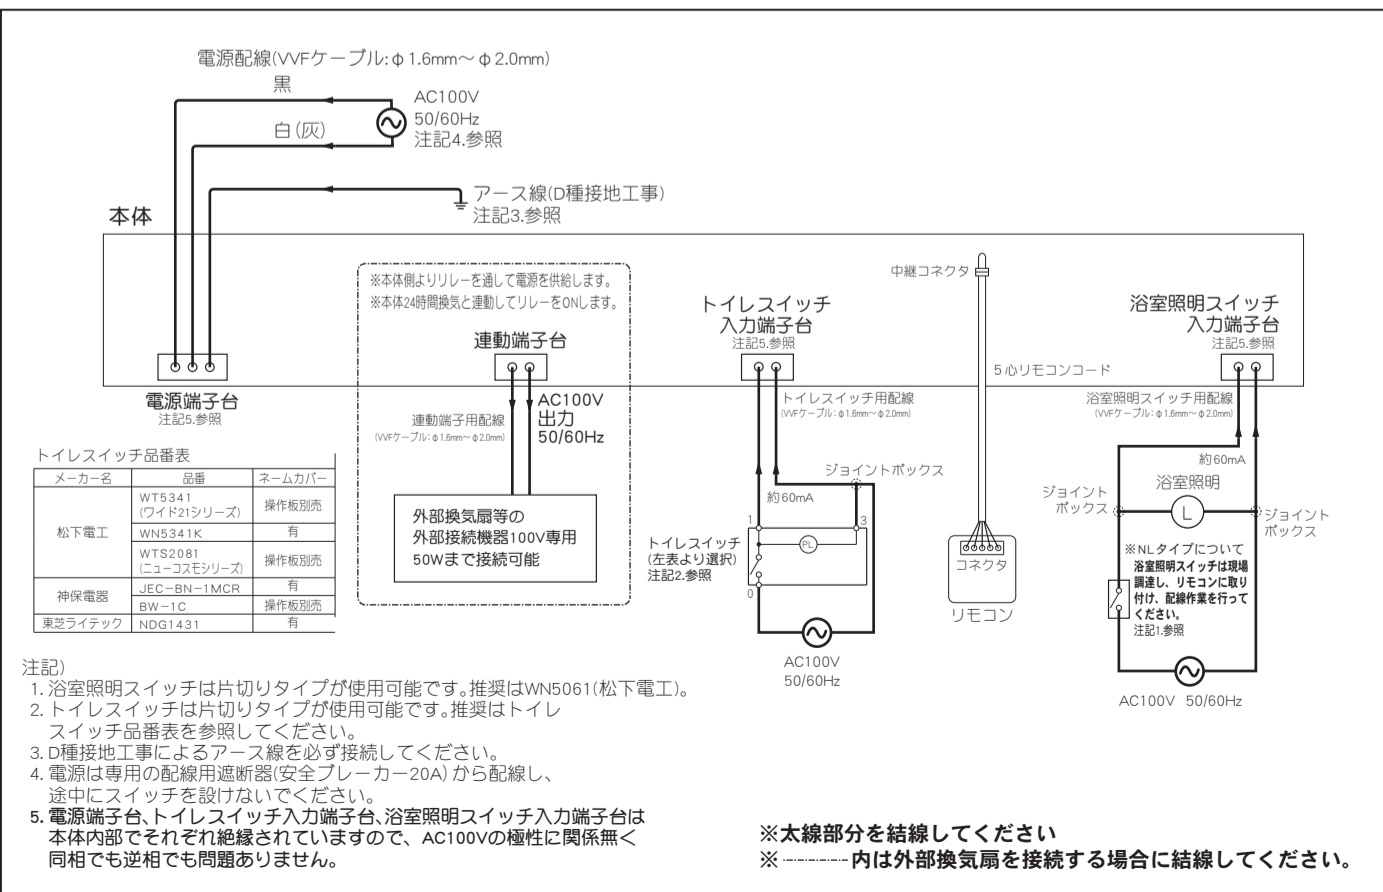 電源配線(VVFケーブル:φ1.6mm～φ2.0mm)
黒
AC100V
50/60Hz
注記4.参照
白(灰)
アース線(D種接地工事)
注記3.参照
本体
※本体側よりリレーを通して電源を供給します。
※本体24時間換気と連動してリレーをONします。
連動端子台
トイレスイッチ
入力端子台
注記5.参照
中継コネクタ
浴室照明スイッチ
入力端子台
注記5.参照
5心リモコンコード
電源端子台
注記5.参照
連動端子用配線
(VVFケーブル:φ1.6mm～φ2.0mm)
AC100V
出力
50/60Hz
トイレスイッチ用配線
(VVFケーブル:φ1.6mm～φ2.0mm)
浴室照明スイッチ用配線
(VVFケーブル:φ1.6mm～φ2.0mm)
外部換気扇等の
外部接続機器100V専用
50Wまで接続可能
ジョイントボックス
約60mA
1
3
PL
0
トイレスイッチ
(左表より選択)
注記2.参照
AC100V
50/60Hz
コネクタ
リモコン
約60mA
浴室照明
L
ジョイント
ボックス
ジョイント
ボックス
※NLタイプについて
浴室照明スイッチは現場
調達し、リモコンに取り
付け、配線作業を行って
ください。
注記1.参照
AC100V 50/60Hz
トイレスイッチ品番表
メーカー名 品番 ネームカバー
松下電工
WT5341
(ワイド21シリーズ) 操作板別売
WN5341K 有
WTS2081
(ニューコスモシリーズ) 操作板別売
神保電器
JEC-BN-1MCR 有
BW-1C 操作板別売
東芝ライテック NDG1431 有
注記)
1. 浴室照明スイッチは片切りタイプが使用可能です。推奨はWN5061(松下電工)。
2. トイレスイッチは片切りタイプが使用可能です。推奨はトイレ
スイッチ品番表を参照してください。
3. D種接地工事によるアース線を必ず接続してください。
4. 電源は専用の配線用遮断器(安全ブレーカー20A)から配線し、
途中にスイッチを設けないでください。
5. 電源端子台、トイレスイッチ入力端子台、浴室照明スイッチ入力端子台は
本体内部でそれぞれ絶縁されていますので、AC100Vの極性に関係無く
同相でも逆相でも問題ありません。
※太線部分を結線してください
※内は外部換気扇を接続する場合に結線してください。